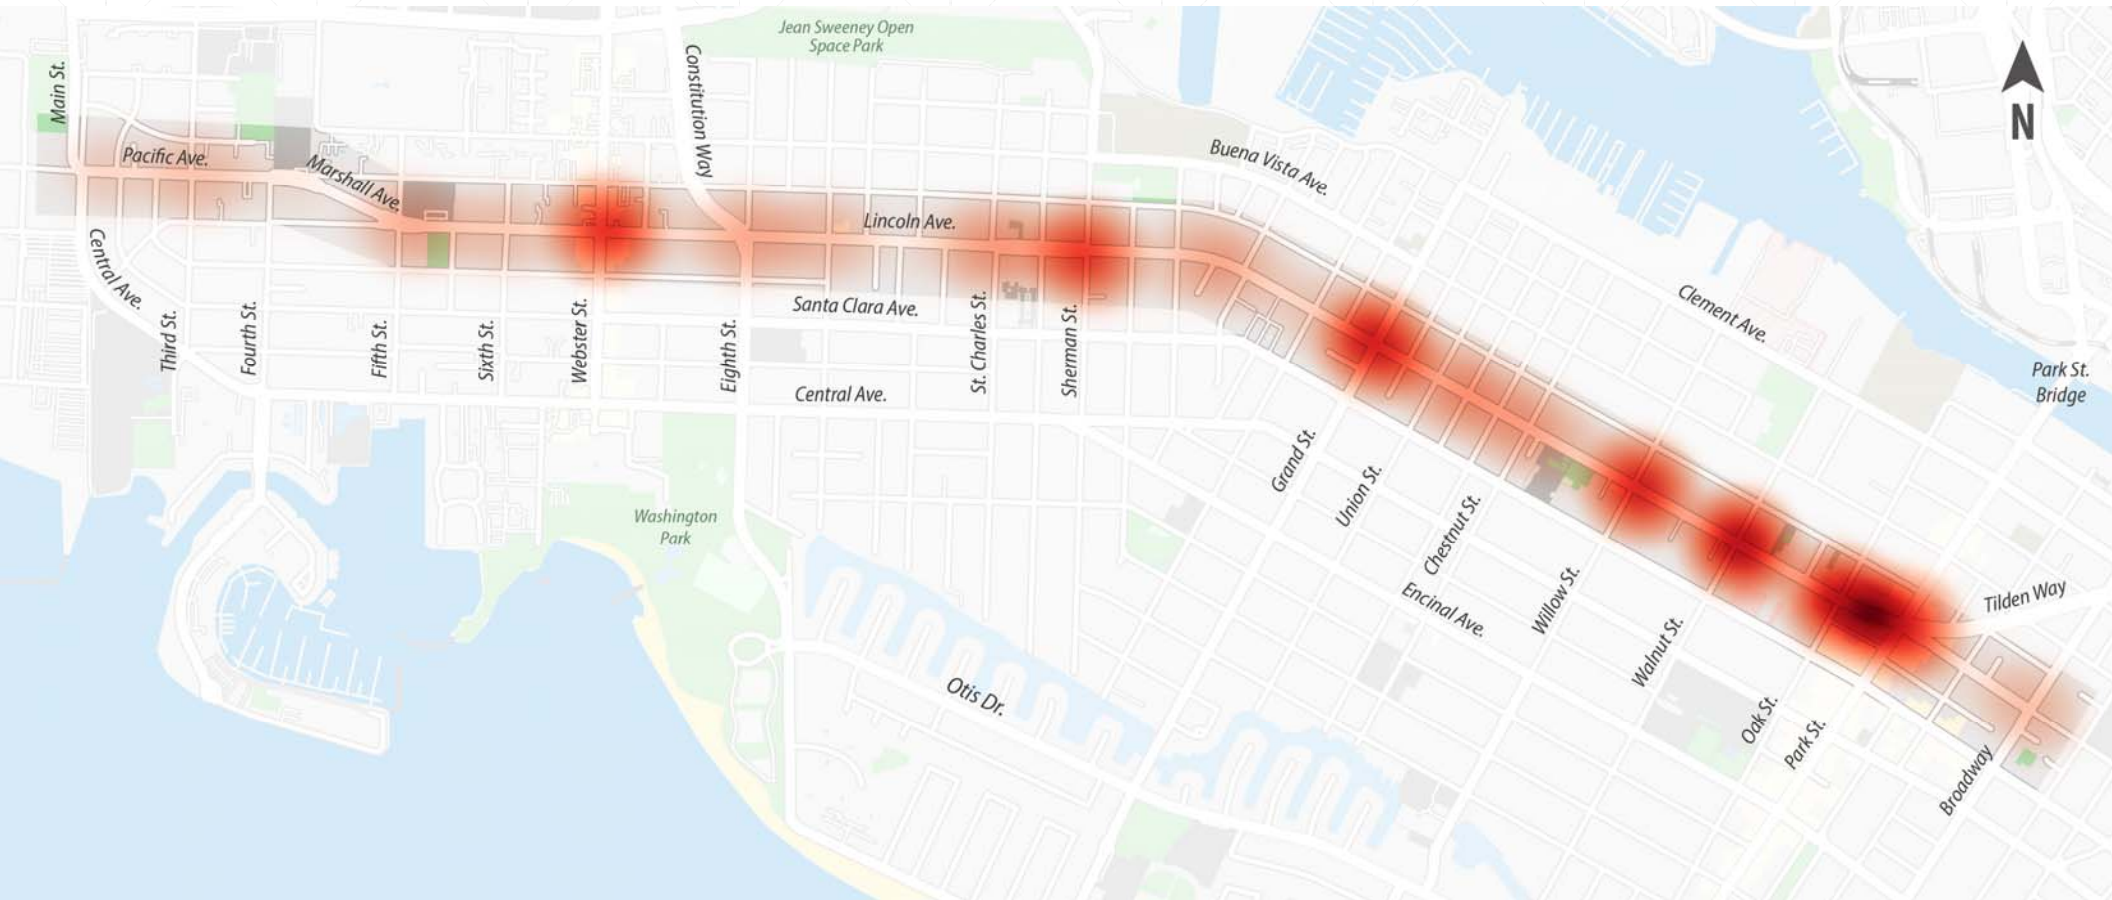 Jean Sweeney Open
Space Park
Main St.
Constitution Way
N
Pacific Ave.
Marshall Ave.
Buena Vista Ave.
Lincoln Ave.
Central Ave.
Santa Clara Ave.
Clement Ave.
Third St.
Fourth St.
Fifth St.
Sixth St.
Webster St.
Eighth St.
St. Charles St.
Sherman St.
Park St.
Bridge
Central Ave.
Grand St.
Union St.
Chestnut St.
Washington
Park
Encinal Ave.
Willow St.
Tilden Way
Walnut St.
Otis Dr.
Oak St.
Park St.
Broadway